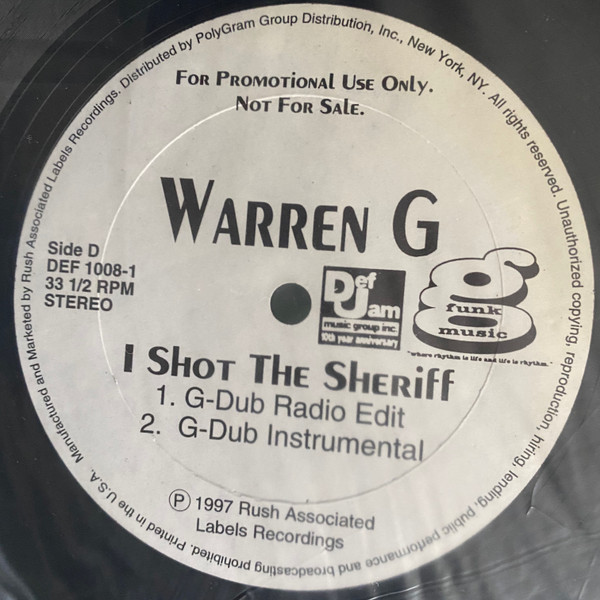 Manufactured and Marketed by Rush Associated Labels Recordings. Distributed by PolyGram Group Distribution, Inc., New York, NY. All rights reserved. Unauthorized copying, reproduction, hiring, lending, public performance and broadcasting prohibited. Printed in the U.S.A.
FOR PROMOTIONAL USE ONLY.
NOT FOR SALE.
WARREN G
Side D
DEF 1008-1
33 1/2 RPM
STEREO
Def
Jam
music group inc.
10th year anniversary
g
funk
music
"where rhythm is life and life is rhythm."
I SHOT THE SHERiff
1. G-Dub Radio Edit
2. G-Dub Instrumental
Ⓟ 1997 Rush Associated
Labels Recordings